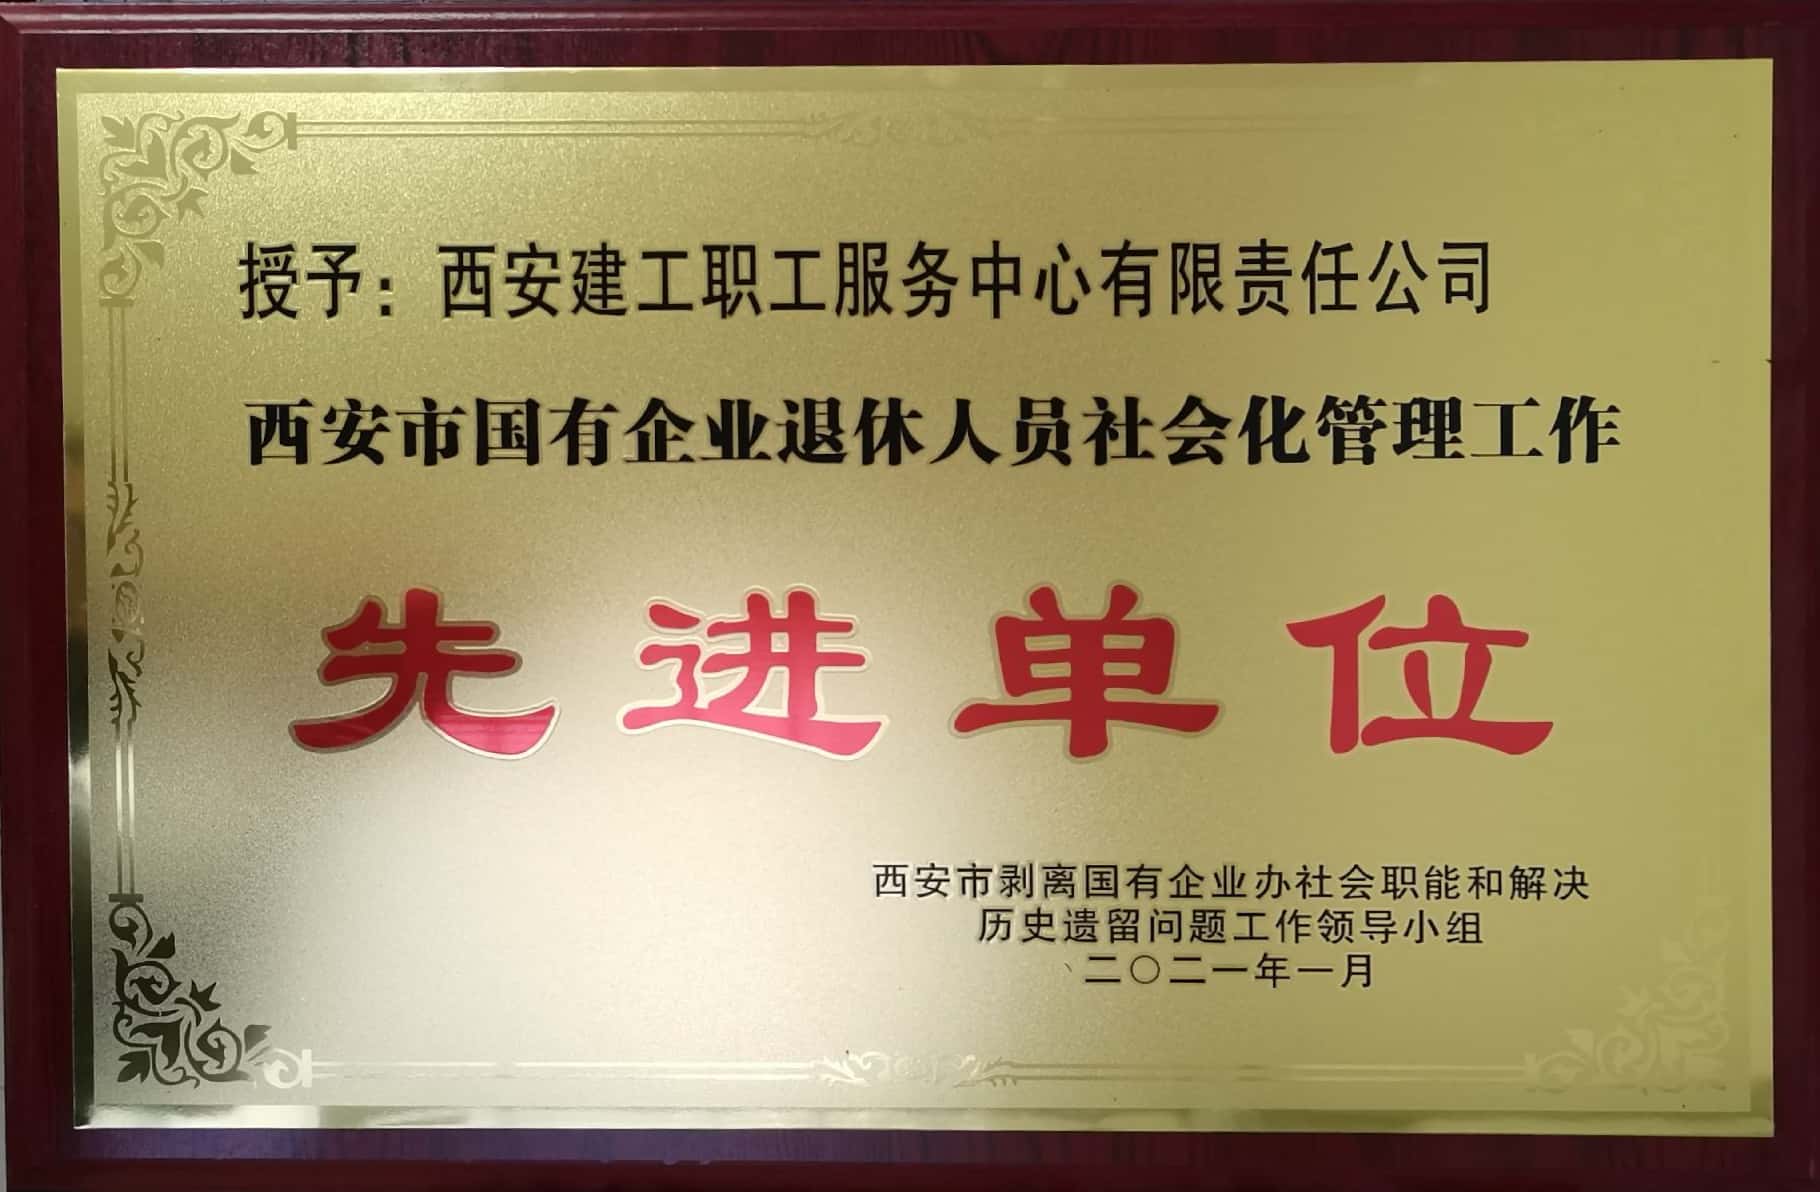 授予：西安建工职工服务中心有限责任公司
西安市国有企业退休人员社会化管理工作
先进单位
西安市剥离国有企业办社会职能和解决
历史遗留问题工作领导小组
二〇二一年一月